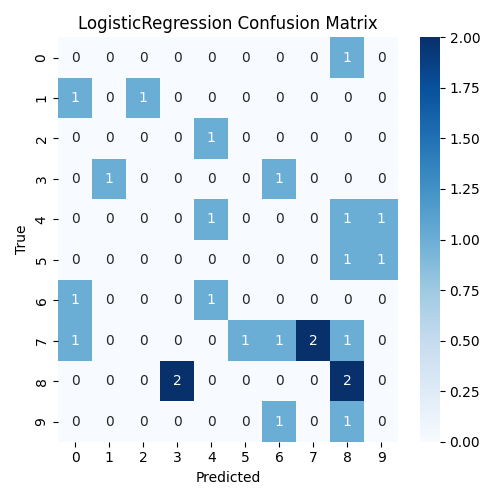 LogisticRegression Confusion Matrix
0 0 0 0 0 0 0 0 0 1 0
1 1 0 1 0 0 0 0 0 0 0
2 0 0 0 0 1 0 0 0 0 0
3 0 1 0 0 0 0 1 0 0 0
4 0 0 0 0 1 0 0 0 1 1
5 0 0 0 0 0 0 0 0 1 1
6 1 0 0 0 1 0 0 0 0 0
7 1 0 0 0 0 1 1 2 1 0
8 0 0 0 2 0 0 0 0 2 0
9 0 0 0 0 0 0 1 0 1 0
0 1 2 3 4 5 6 7 8 9
True
Predicted
2.00
1.75
1.50
1.25
1.00
0.75
0.50
0.25
0.00